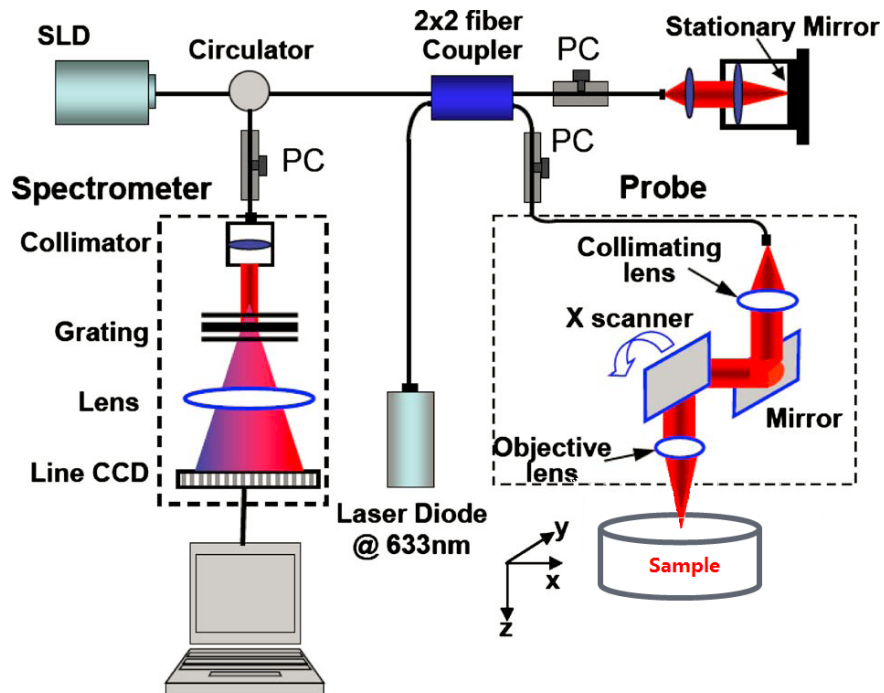 SLD
Circulator
2x2 fiber
Coupler
PC
Stationary Mirror
PC
PC
Spectrometer
Probe
Collimator
Collimating
lens
Grating
X scanner
Lens
Mirror
Objective
lens
Line CCD
Laser Diode
@ 633nm
y
x
z
Sample